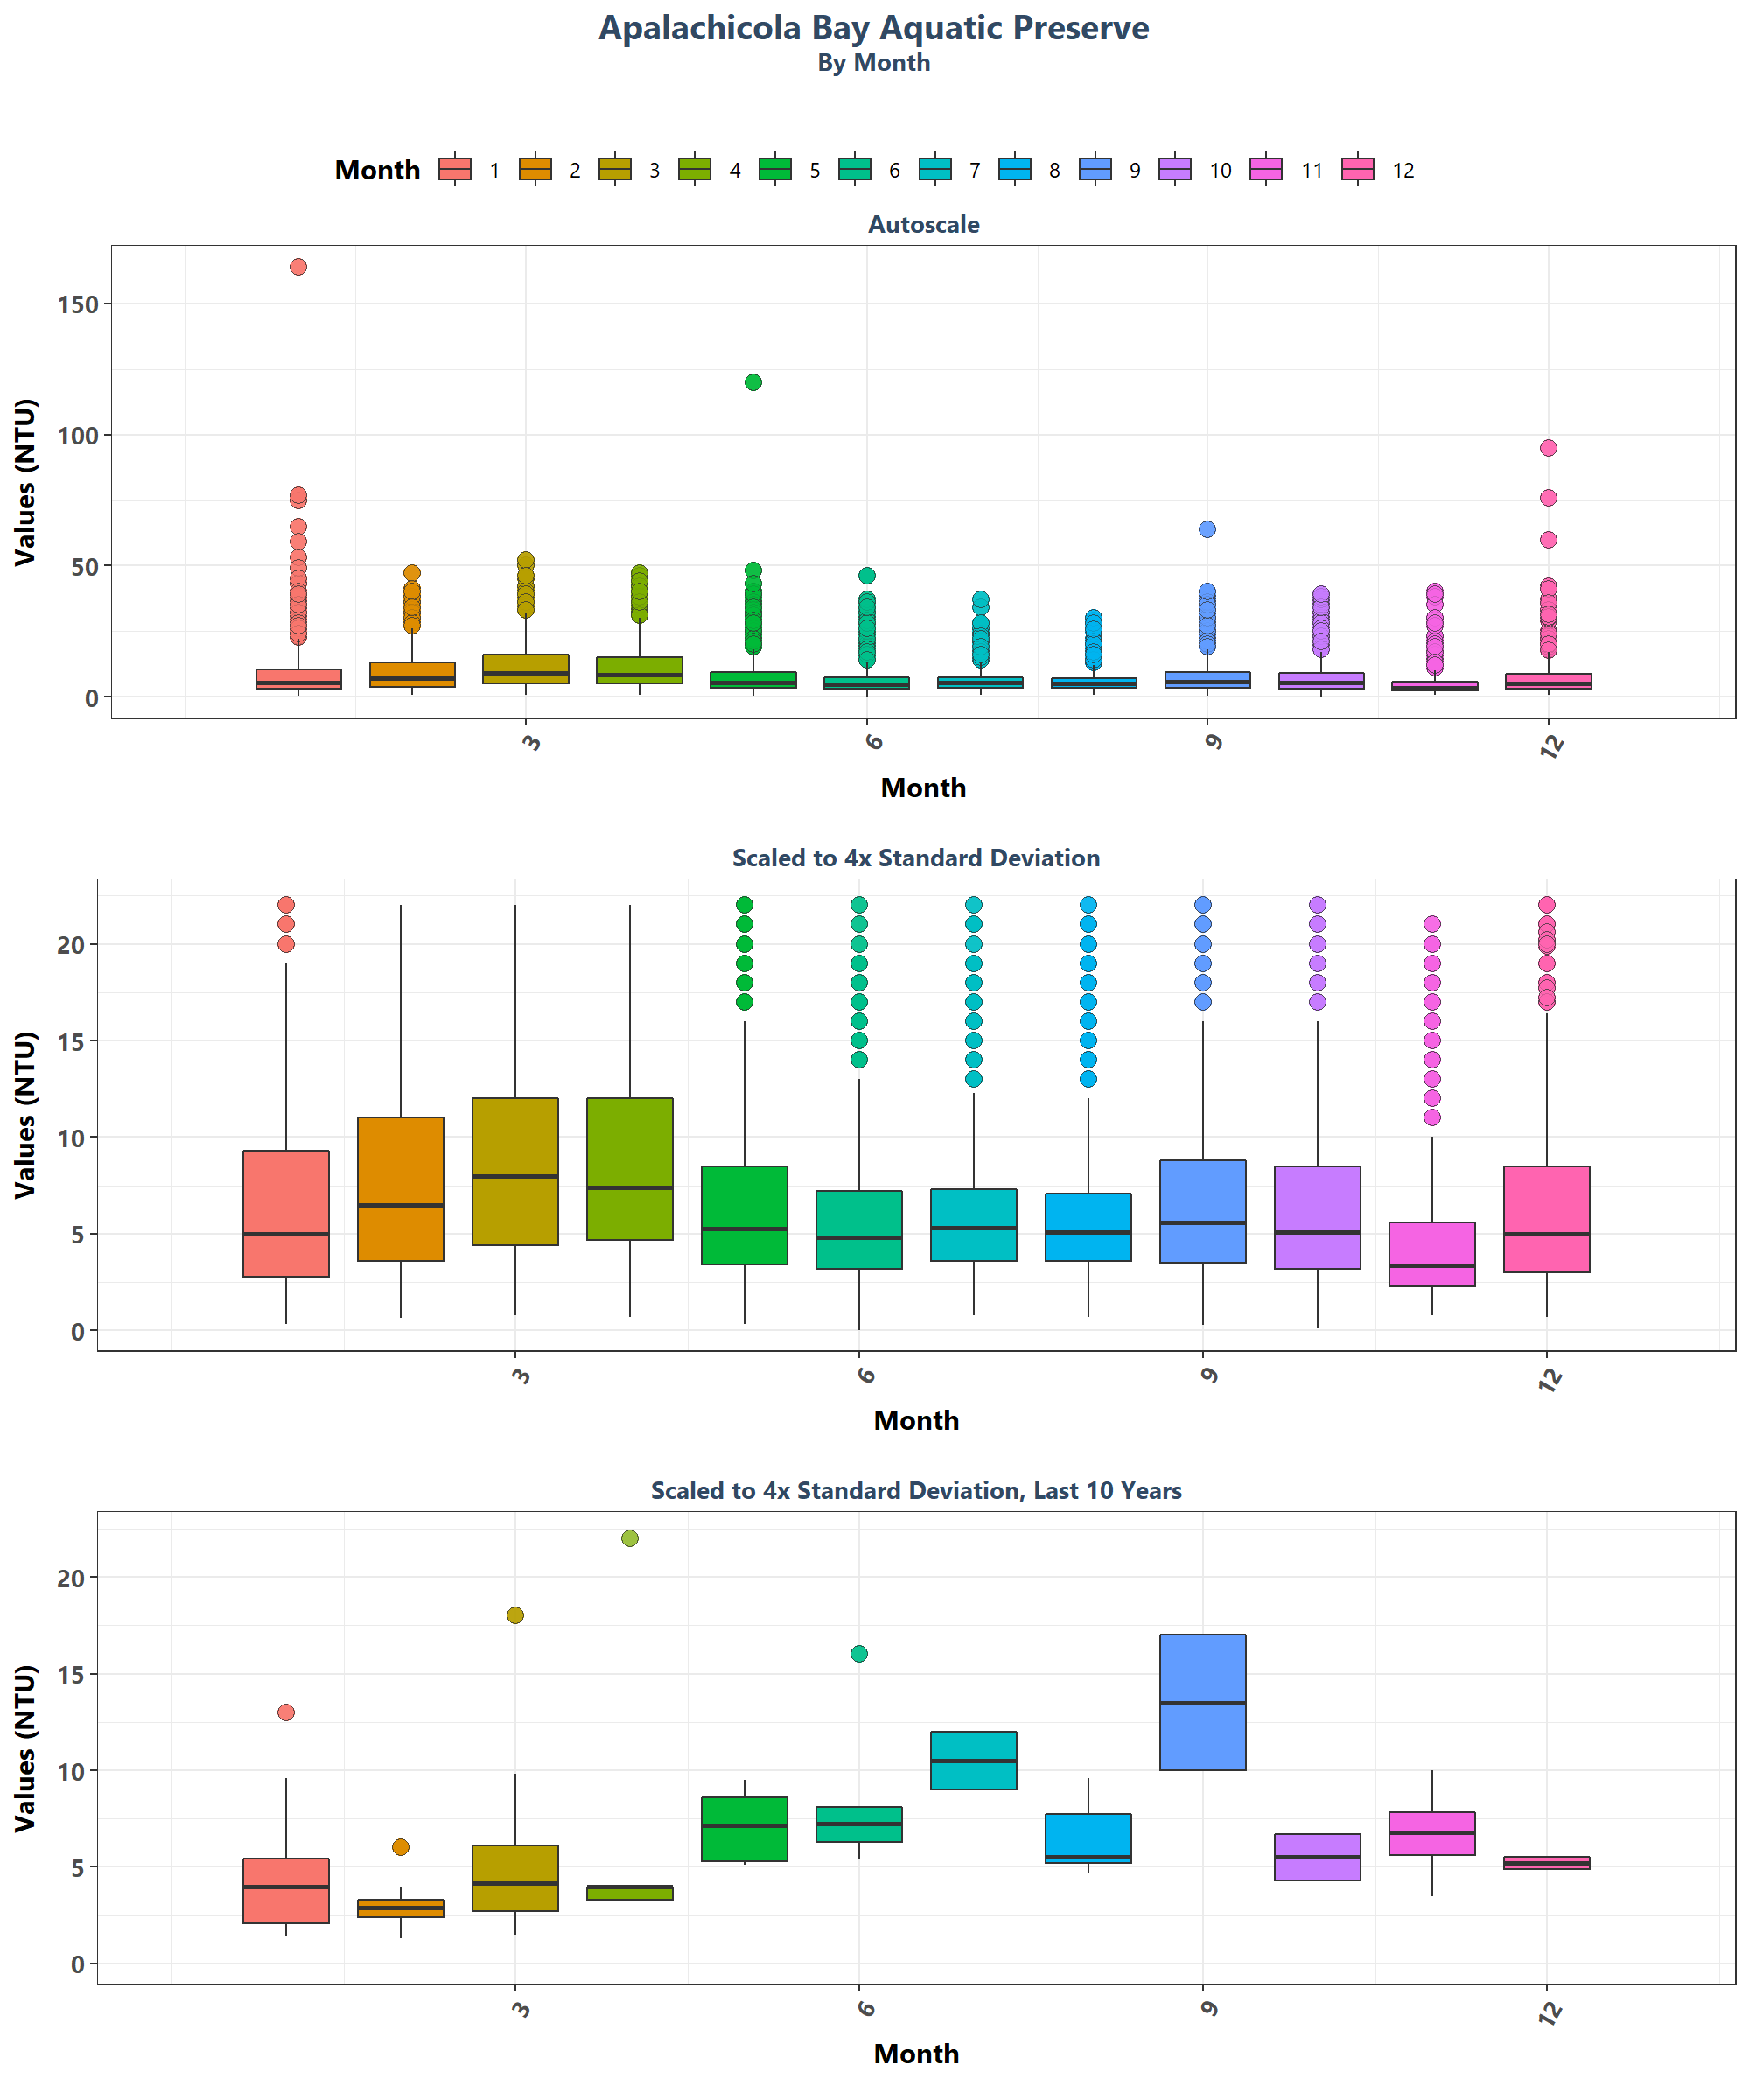 Apalachicola Bay Aquatic Preserve
By Month
Month 1 2 3 4 5 6 7 8 9 10 11 12
Autoscale
Values (NTU)
150
100
50
0
3 6 9 12
Month
Scaled to 4x Standard Deviation
Values (NTU)
20
15
10
5
0
3 6 9 12
Month
Scaled to 4x Standard Deviation, Last 10 Years
Values (NTU)
20
15
10
5
0
3 6 9 12
Month